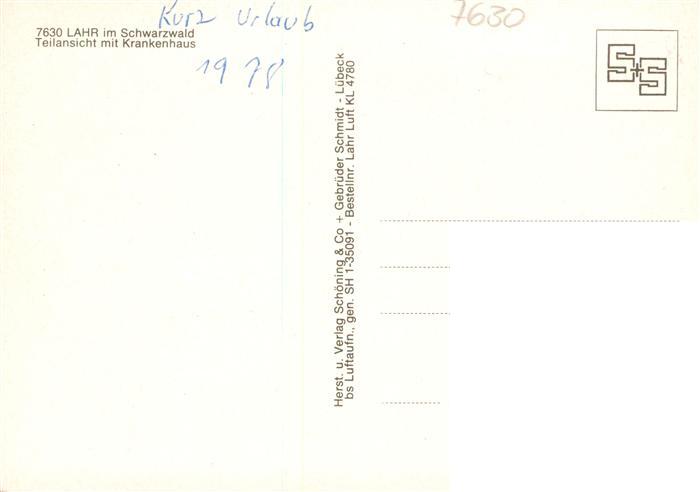 Kurz Urlaub
7630 LAHR im Schwarzwald
Teilansicht mit Krankenhaus
1978
Herst. u. Verlag Schöning & Co + Gebrüder Schmidt - Lübeck
bs Luftaufn., gen. SH 1-35091 - Bestellnr. Lahr Luft KL 4780
7630
S+S